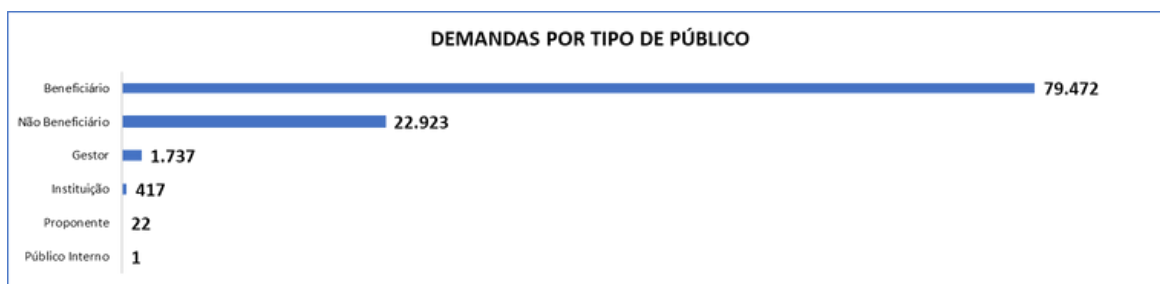 DEMANDAS POR TIPO DE PÚBLICO
Beneficiário 79.472
Não Beneficiário 22.923
Gestor 1.737
Instituição 417
Proponente 22
Público Interno 1